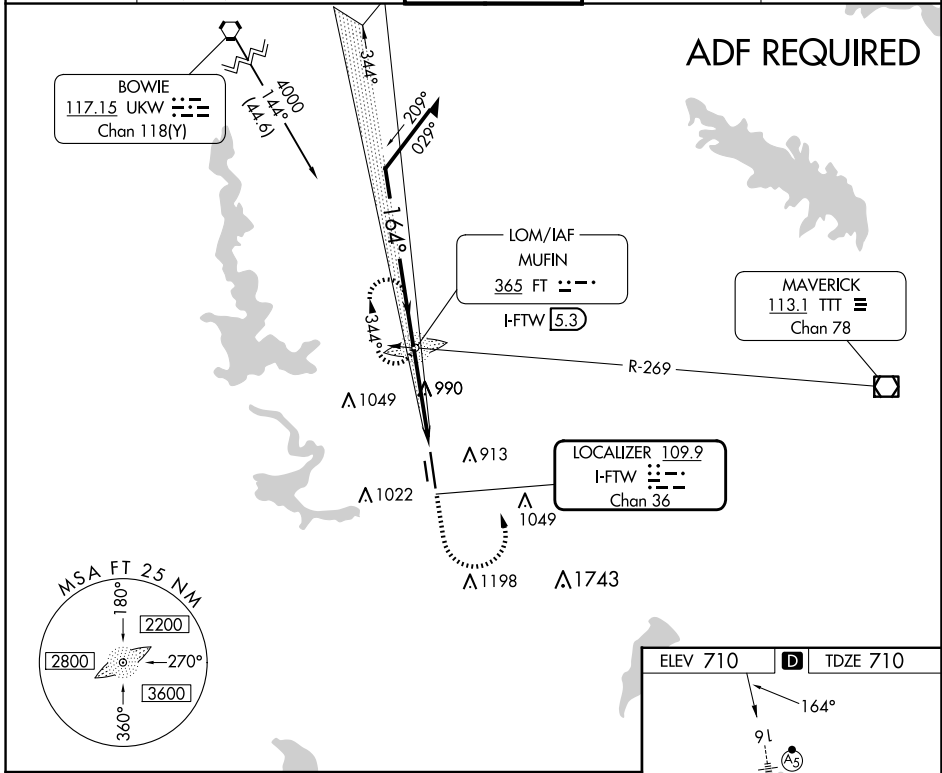 ADF REQUIRED
BOWIE
117.15 UKW
Chan 118(Y)
4000
144°
(44.6)
344°
209°
029°
164°
LOM/IAF
MUFIN
365 FT
I-FTW 5.3
MAVERICK
113.1 TTT
Chan 78
344°
R-269
1049
990
913
LOCALIZER 109.9
I-FTW
Chan 36
1022
1049
1198
1743
MSA FT 25 NM
180°
2200
2800
270°
3600
360°
ELEV 710
D
TDZE 710
164°
16
A5